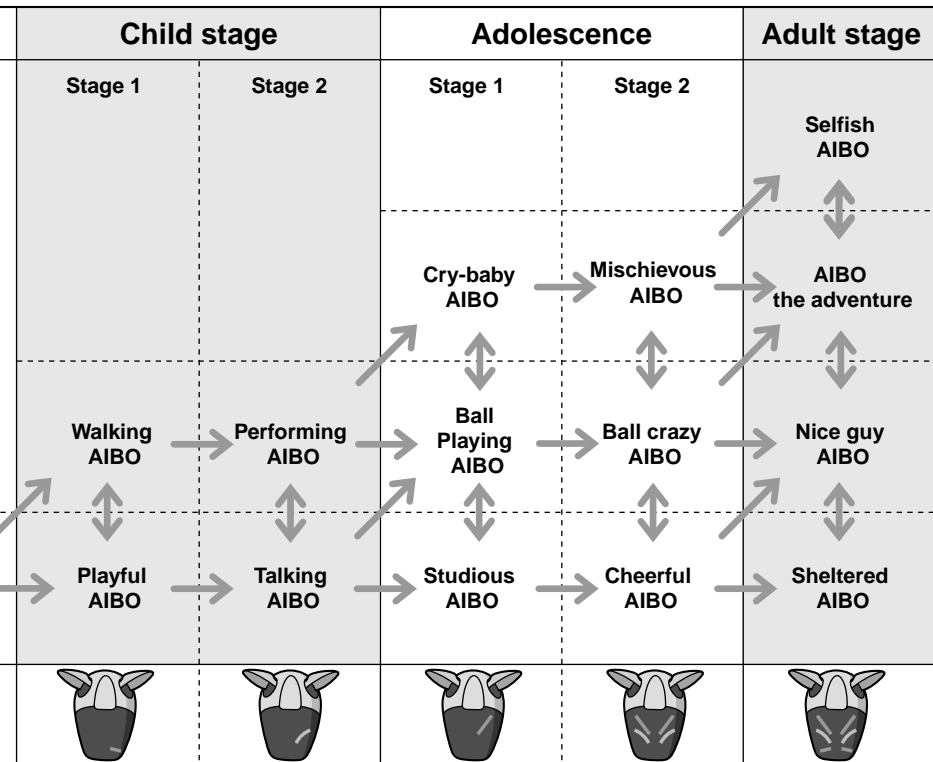 Child stage
Adolescence
Adult stage
Stage 1
Stage 2
Stage 1
Stage 2
Selfish
AIBO
Cry-baby
AIBO
Mischievous
AIBO
AIBO
the adventure
Walking
AIBO
Performing
AIBO
Ball
Playing
AIBO
Ball crazy
AIBO
Nice guy
AIBO
Playful
AIBO
Talking
AIBO
Studious
AIBO
Cheerful
AIBO
Sheltered
AIBO